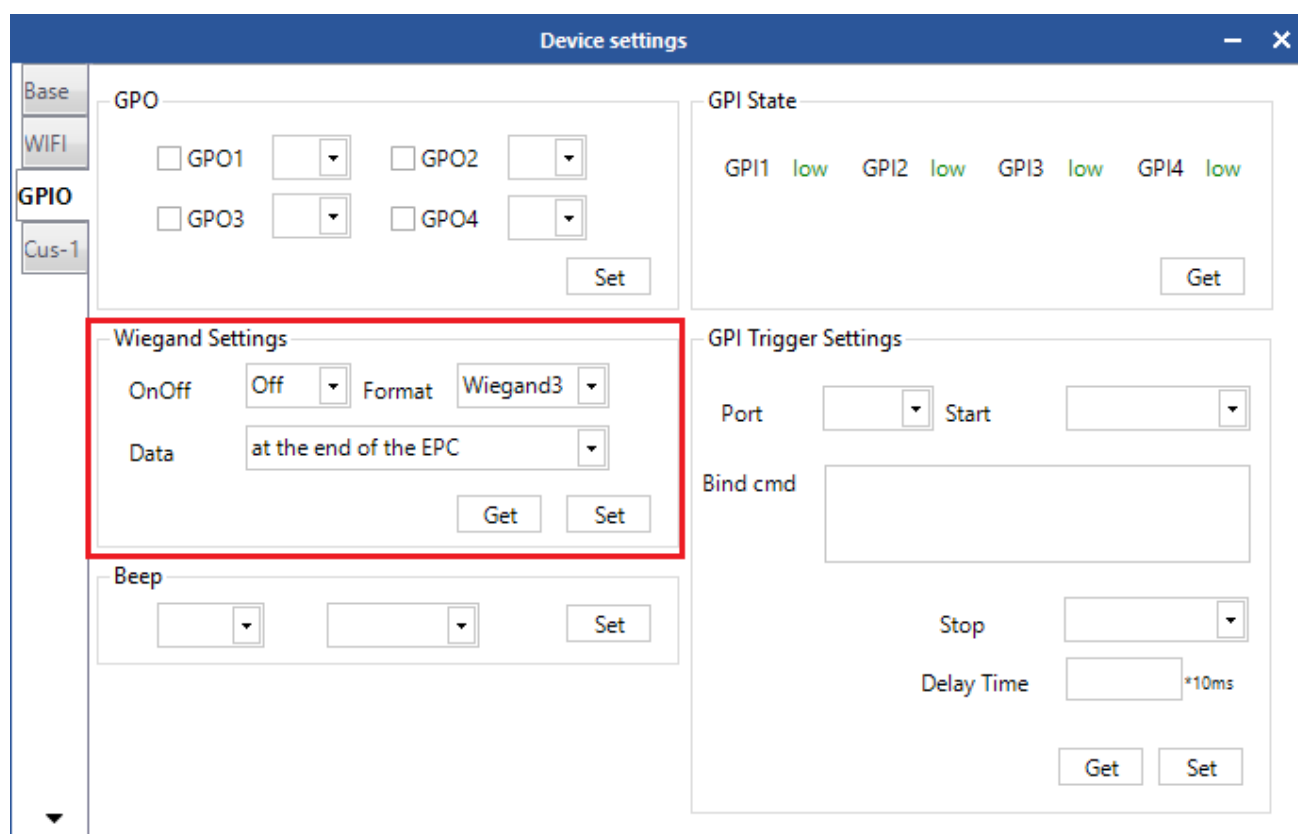 Device settings
Base
WIFI
GPIO
Cus-1
GPO
GPO1 GPO2
GPO3 GPO4
Set
GPI State
GPI1 low GPI2 low GPI3 low GPI4 low
Get
Wiegand Settings
OnOff Off Format Wiegand3
Data at the end of the EPC
Get Set
GPI Trigger Settings
Port Start
Bind cmd
Stop
Delay Time *10ms
Get Set
Beep
Set